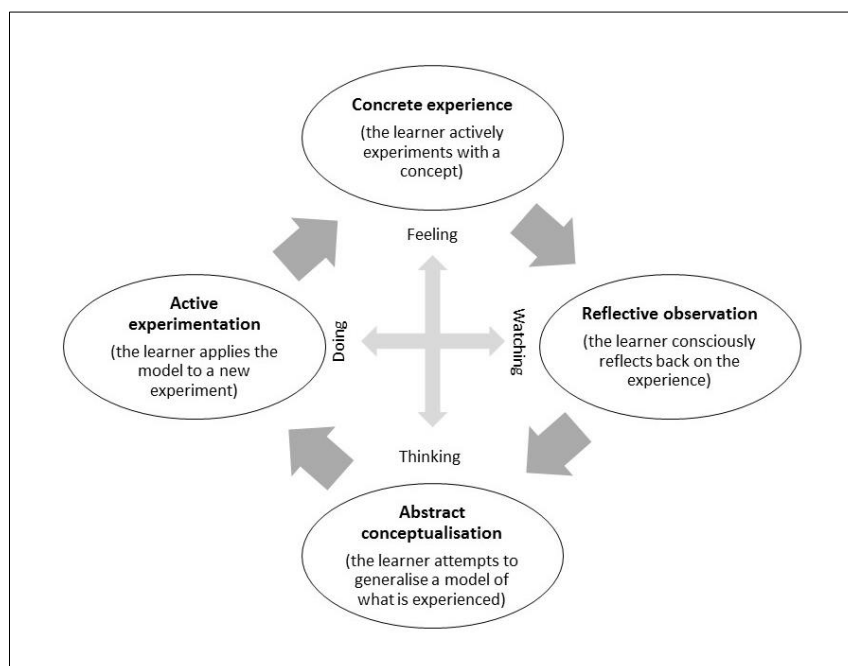 Concrete experience
(the learner actively
experiments with a
concept)
Feeling
Active
experimentation
(the learner applies the
model to a new
experiment)
Doing
Watching
Reflective observation
(the learner consciously
reflects back on the
experience)
Thinking
Abstract
conceptualisation
(the learner attempts to
generalise a model of
what is experienced)